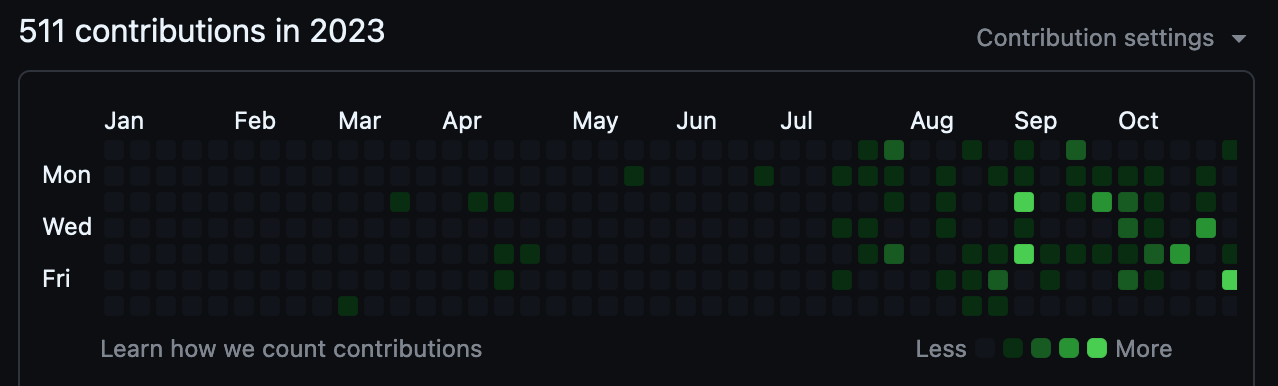 511 contributions in 2023
Contribution settings
Jan Feb Mar Apr May Jun Jul Aug Sep Oct
Mon
Wed
Fri
Learn how we count contributions
Less More